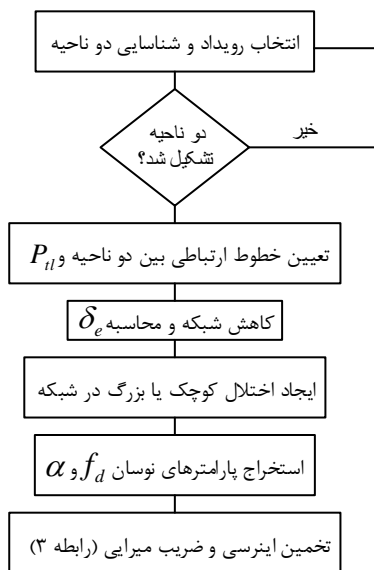 انتخاب رویداد و شناسایی دو ناحیه
دو ناحیه
تشکیل شد؟
خیر
تعیین خطوط ارتباطی بین دو ناحیه و P_{tl}
کاهش شبکه و محاسبه δ_e
ایجاد اختلال کوچک یا بزرگ در شبکه
استخراج پارامترهای نوسان f_d و α
تخمین اینرسی و ضریب میرایی (رابطه ۳)